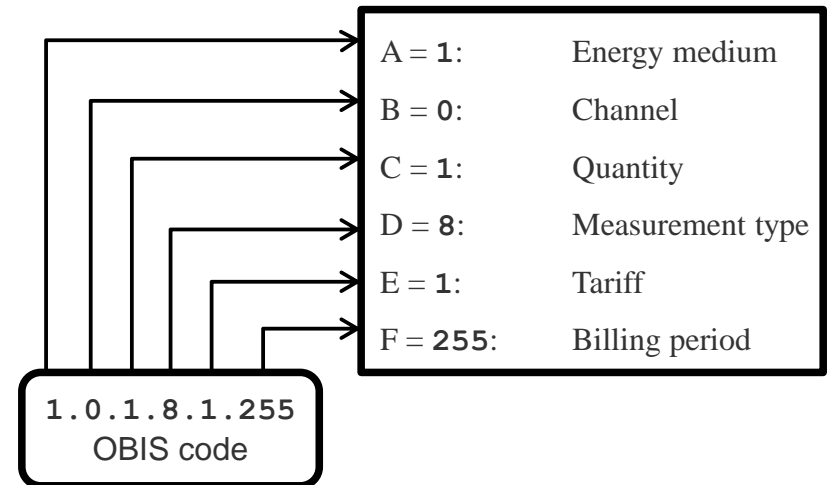 A = 1: Energy medium
B = 0: Channel
C = 1: Quantity
D = 8: Measurement type
E = 1: Tariff
F = 255: Billing period
1.0.1.8.1.255
OBIS code